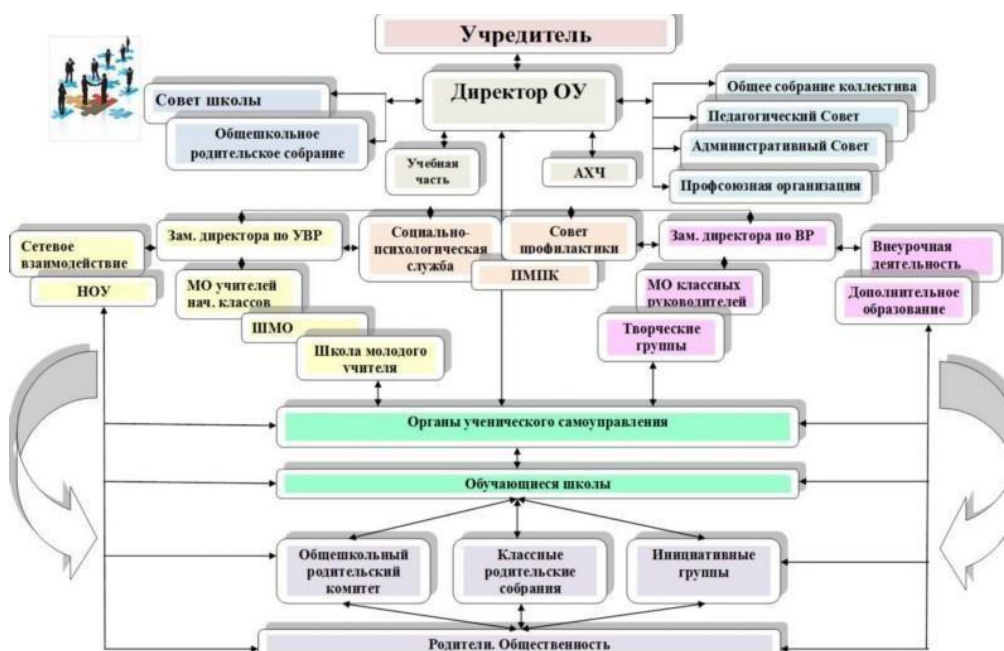 Учредитель
Директор ОУ
Совет школы
Общешкольное
родительское собрание
Общее собрание коллектива
Педагогический Совет
Административный Совет
Профсоюзная организация
Учебная
часть
АХЧ
Сетевое
взаимодействие
НОУ
Зам. директора по УВР
МО учителей
нач. классов
ШМО
Школа молодого
учителя
Социально-
психологическая
служба
Совет
профилактики
ПМПК
Зам. директора по ВР
МО классных
руководителей
Творческие
группы
Внеурочная
деятельность
Дополнительное
образование
Органы ученического самоуправления
Обучающиеся школы
Общешкольный
родительский
комитет
Классные
родительские
собрания
Инициативные
группы
Родители. Общественность